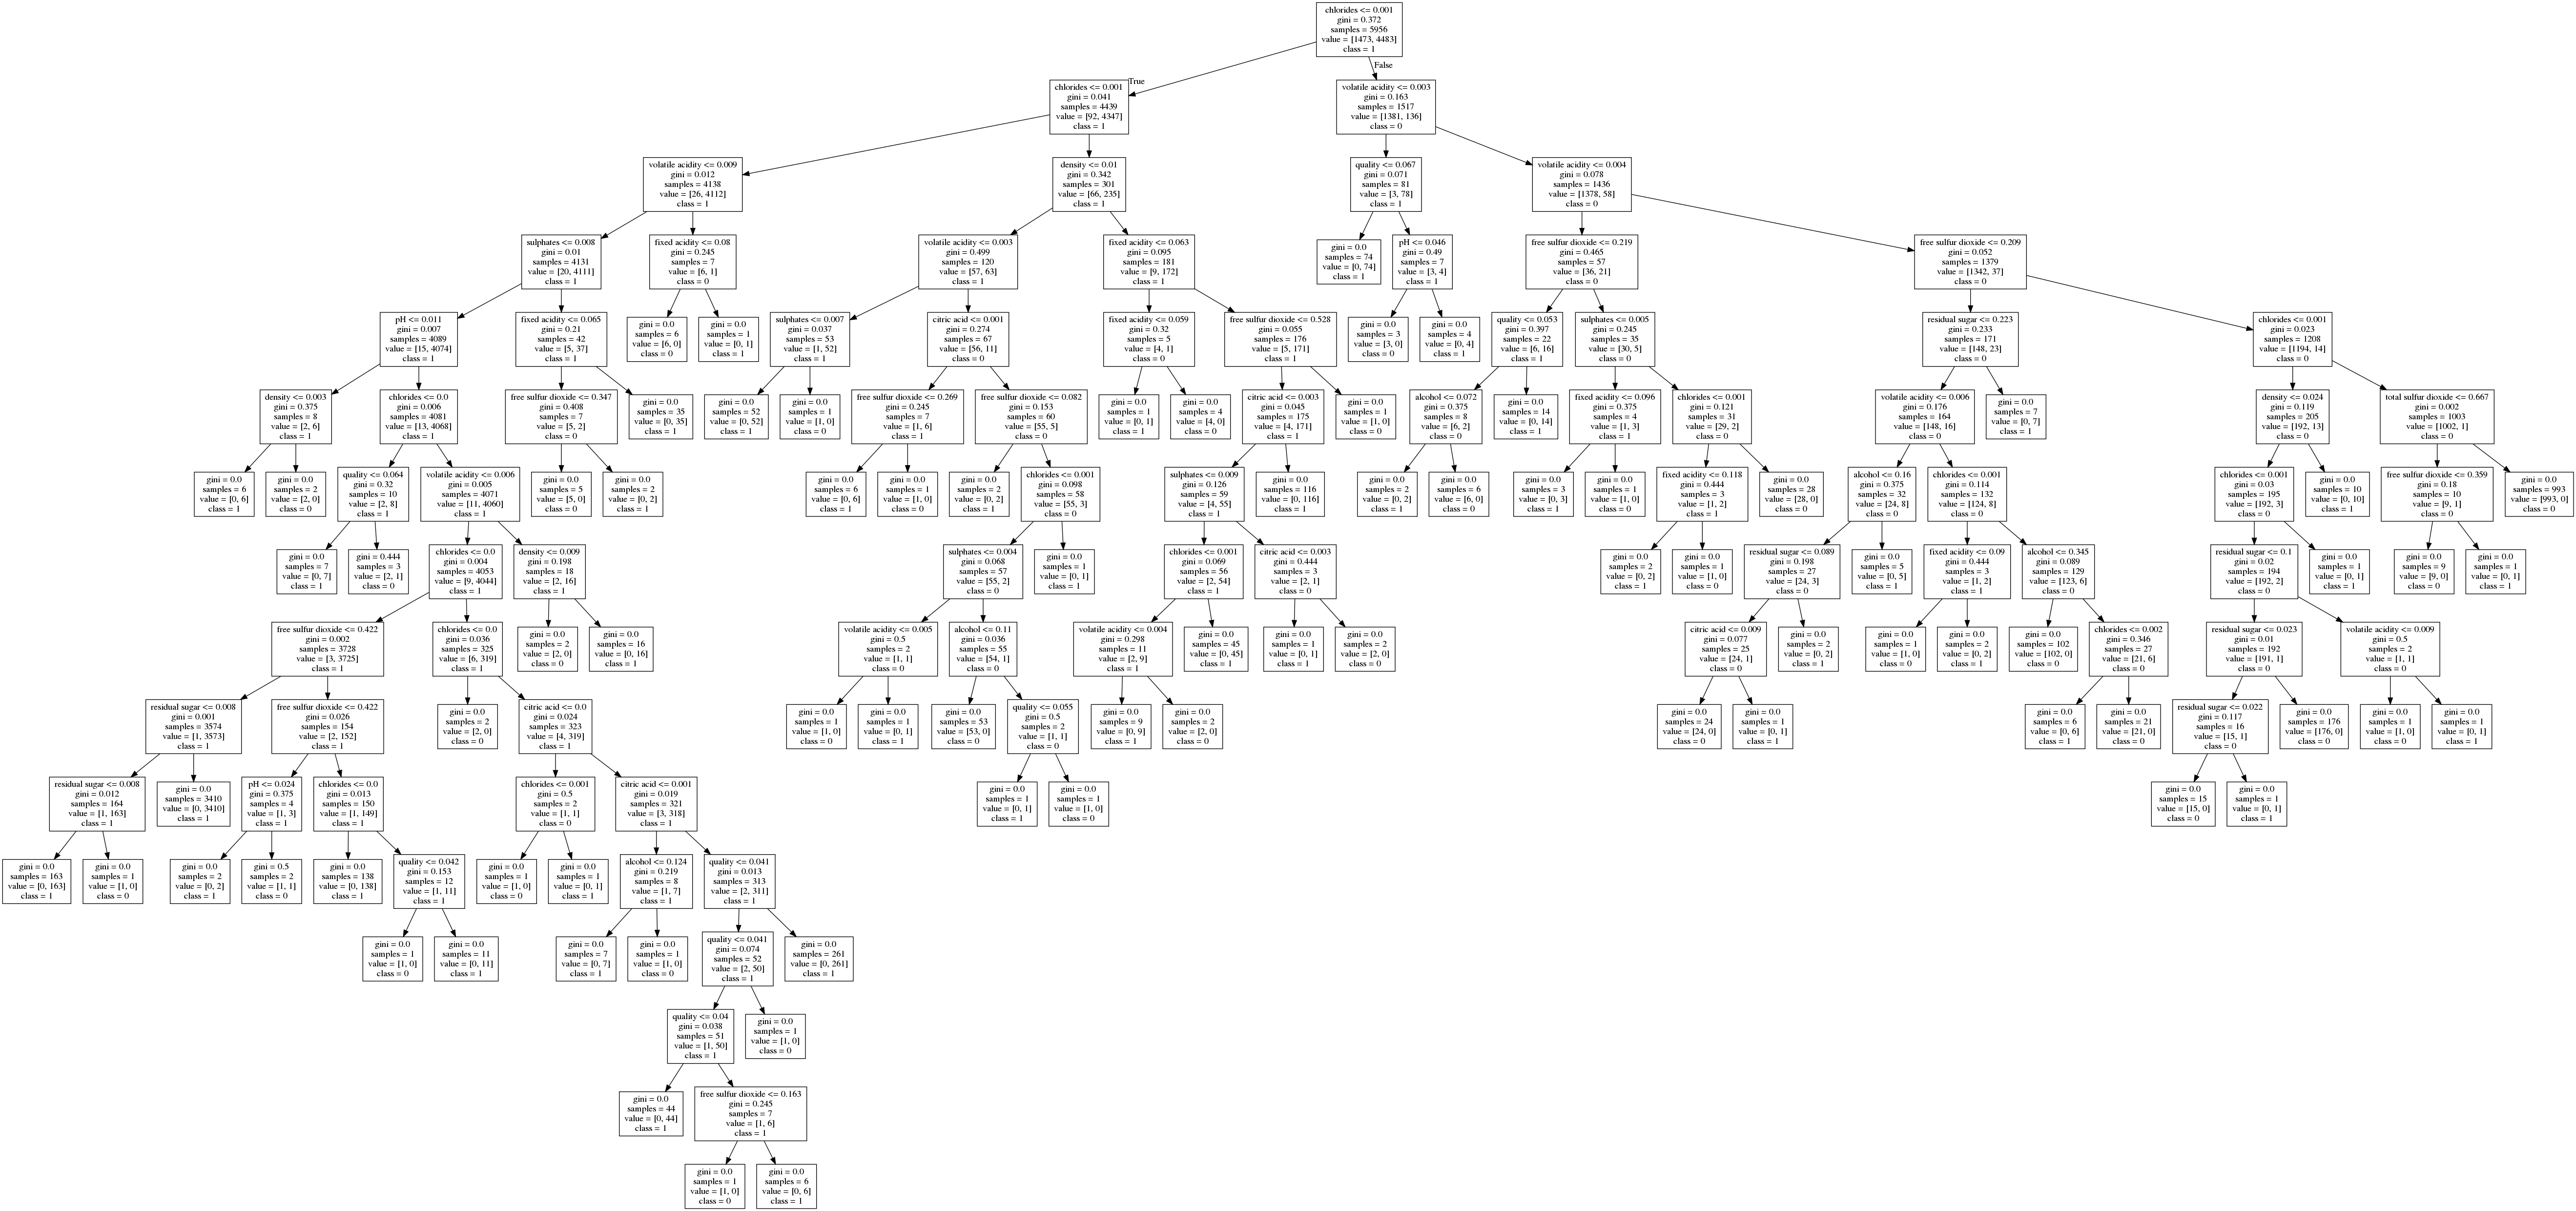 chlorides <= 0.001
gini = 0.372
samples = 5956
value = [1473, 4483]
class = 1
True
False
chlorides <= 0.001
gini = 0.041
samples = 4439
value = [92, 4347]
class = 1
volatile acidity <= 0.003
gini = 0.163
samples = 1517
value = [1381, 136]
class = 0
volatile acidity <= 0.009
gini = 0.012
samples = 4138
value = [26, 4112]
class = 1
density <= 0.01
gini = 0.342
samples = 301
value = [66, 235]
class = 1
quality <= 0.067
gini = 0.071
samples = 81
value = [3, 78]
class = 1
volatile acidity <= 0.004
gini = 0.078
samples = 1436
value = [1378, 58]
class = 0
sulphates <= 0.008
gini = 0.01
samples = 4131
value = [20, 4111]
class = 1
fixed acidity <= 0.08
gini = 0.245
samples = 7
value = [6, 1]
class = 0
volatile acidity <= 0.003
gini = 0.499
samples = 120
value = [57, 63]
class = 1
fixed acidity <= 0.063
gini = 0.095
samples = 181
value = [9, 172]
class = 1
gini = 0.0
samples = 74
value = [0, 74]
class = 1
pH <= 0.046
gini = 0.49
samples = 7
value = [3, 4]
class = 1
free sulfur dioxide <= 0.219
gini = 0.465
samples = 57
value = [36, 21]
class = 0
free sulfur dioxide <= 0.209
gini = 0.052
samples = 1379
value = [1342, 37]
class = 0
pH <= 0.011
gini = 0.007
samples = 4089
value = [15, 4074]
class = 1
fixed acidity <= 0.065
gini = 0.21
samples = 42
value = [5, 37]
class = 1
gini = 0.0
samples = 6
value = [6, 0]
class = 0
gini = 0.0
samples = 1
value = [0, 1]
class = 1
sulphates <= 0.007
gini = 0.037
samples = 53
value = [1, 52]
class = 1
citric acid <= 0.001
gini = 0.274
samples = 67
value = [56, 11]
class = 0
fixed acidity <= 0.059
gini = 0.32
samples = 5
value = [4, 1]
class = 0
free sulfur dioxide <= 0.528
gini = 0.055
samples = 176
value = [5, 171]
class = 1
gini = 0.0
samples = 3
value = [3, 0]
class = 0
gini = 0.0
samples = 4
value = [0, 4]
class = 1
quality <= 0.053
gini = 0.397
samples = 22
value = [6, 16]
class = 1
sulphates <= 0.005
gini = 0.245
samples = 35
value = [30, 5]
class = 0
residual sugar <= 0.223
gini = 0.233
samples = 171
value = [148, 23]
class = 0
chlorides <= 0.001
gini = 0.023
samples = 1208
value = [1194, 14]
class = 0
density <= 0.003
gini = 0.375
samples = 8
value = [2, 6]
class = 1
chlorides <= 0.0
gini = 0.006
samples = 4081
value = [13, 4068]
class = 1
free sulfur dioxide <= 0.347
gini = 0.408
samples = 7
value = [5, 2]
class = 0
gini = 0.0
samples = 35
value = [0, 35]
class = 1
gini = 0.0
samples = 52
value = [0, 52]
class = 1
gini = 0.0
samples = 1
value = [1, 0]
class = 0
free sulfur dioxide <= 0.269
gini = 0.245
samples = 7
value = [1, 6]
class = 1
free sulfur dioxide <= 0.082
gini = 0.153
samples = 60
value = [55, 5]
class = 0
gini = 0.0
samples = 1
value = [0, 1]
class = 1
gini = 0.0
samples = 4
value = [4, 0]
class = 0
citric acid <= 0.003
gini = 0.045
samples = 175
value = [4, 171]
class = 1
gini = 0.0
samples = 1
value = [1, 0]
class = 0
alcohol <= 0.072
gini = 0.375
samples = 8
value = [6, 2]
class = 0
gini = 0.0
samples = 14
value = [0, 14]
class = 1
fixed acidity <= 0.096
gini = 0.375
samples = 4
value = [1, 3]
class = 1
chlorides <= 0.001
gini = 0.121
samples = 31
value = [29, 2]
class = 0
volatile acidity <= 0.006
gini = 0.176
samples = 164
value = [148, 16]
class = 0
gini = 0.0
samples = 7
value = [0, 7]
class = 1
density <= 0.024
gini = 0.119
samples = 205
value = [192, 13]
class = 0
total sulfur dioxide <= 0.667
gini = 0.002
samples = 1003
value = [1002, 1]
class = 0
gini = 0.0
samples = 6
value = [0, 6]
class = 1
gini = 0.0
samples = 2
value = [2, 0]
class = 0
quality <= 0.064
gini = 0.32
samples = 10
value = [2, 8]
class = 1
volatile acidity <= 0.006
gini = 0.005
samples = 4071
value = [11, 4060]
class = 1
gini = 0.0
samples = 5
value = [5, 0]
class = 0
gini = 0.0
samples = 2
value = [0, 2]
class = 1
gini = 0.0
samples = 6
value = [0, 6]
class = 1
gini = 0.0
samples = 1
value = [1, 0]
class = 0
gini = 0.0
samples = 2
value = [0, 2]
class = 1
chlorides <= 0.001
gini = 0.098
samples = 58
value = [55, 3]
class = 0
sulphates <= 0.009
gini = 0.126
samples = 59
value = [4, 55]
class = 1
gini = 0.0
samples = 116
value = [0, 116]
class = 1
gini = 0.0
samples = 2
value = [0, 2]
class = 1
gini = 0.0
samples = 6
value = [6, 0]
class = 0
gini = 0.0
samples = 3
value = [0, 3]
class = 1
gini = 0.0
samples = 1
value = [1, 0]
class = 0
fixed acidity <= 0.118
gini = 0.444
samples = 3
value = [1, 2]
class = 1
gini = 0.0
samples = 28
value = [28, 0]
class = 0
alcohol <= 0.16
gini = 0.375
samples = 32
value = [24, 8]
class = 0
chlorides <= 0.001
gini = 0.114
samples = 132
value = [124, 8]
class = 0
chlorides <= 0.001
gini = 0.03
samples = 195
value = [192, 3]
class = 0
gini = 0.0
samples = 10
value = [0, 10]
class = 1
free sulfur dioxide <= 0.359
gini = 0.18
samples = 10
value = [9, 1]
class = 0
gini = 0.0
samples = 993
value = [993, 0]
class = 0
gini = 0.0
samples = 7
value = [0, 7]
class = 1
gini = 0.444
samples = 3
value = [2, 1]
class = 0
chlorides <= 0.0
gini = 0.004
samples = 4053
value = [9, 4044]
class = 1
density <= 0.009
gini = 0.198
samples = 18
value = [2, 16]
class = 1
sulphates <= 0.004
gini = 0.068
samples = 57
value = [55, 2]
class = 0
gini = 0.0
samples = 1
value = [0, 1]
class = 1
chlorides <= 0.001
gini = 0.069
samples = 56
value = [2, 54]
class = 1
citric acid <= 0.003
gini = 0.444
samples = 3
value = [2, 1]
class = 0
gini = 0.0
samples = 2
value = [0, 2]
class = 1
gini = 0.0
samples = 1
value = [1, 0]
class = 0
residual sugar <= 0.089
gini = 0.198
samples = 27
value = [24, 3]
class = 0
gini = 0.0
samples = 5
value = [0, 5]
class = 1
fixed acidity <= 0.09
gini = 0.444
samples = 3
value = [1, 2]
class = 1
alcohol <= 0.345
gini = 0.089
samples = 129
value = [123, 6]
class = 0
residual sugar <= 0.1
gini = 0.02
samples = 194
value = [192, 2]
class = 0
gini = 0.0
samples = 1
value = [0, 1]
class = 1
gini = 0.0
samples = 9
value = [9, 0]
class = 0
gini = 0.0
samples = 1
value = [0, 1]
class = 1
free sulfur dioxide <= 0.422
gini = 0.002
samples = 3728
value = [3, 3725]
class = 1
chlorides <= 0.0
gini = 0.036
samples = 325
value = [6, 319]
class = 1
gini = 0.0
samples = 2
value = [2, 0]
class = 0
gini = 0.0
samples = 16
value = [0, 16]
class = 1
volatile acidity <= 0.005
gini = 0.5
samples = 2
value = [1, 1]
class = 0
alcohol <= 0.11
gini = 0.036
samples = 55
value = [54, 1]
class = 0
volatile acidity <= 0.004
gini = 0.298
samples = 11
value = [2, 9]
class = 1
gini = 0.0
samples = 45
value = [0, 45]
class = 1
gini = 0.0
samples = 1
value = [0, 1]
class = 1
gini = 0.0
samples = 2
value = [2, 0]
class = 0
citric acid <= 0.009
gini = 0.077
samples = 25
value = [24, 1]
class = 0
gini = 0.0
samples = 2
value = [0, 2]
class = 1
gini = 0.0
samples = 1
value = [1, 0]
class = 0
gini = 0.0
samples = 2
value = [0, 2]
class = 1
gini = 0.0
samples = 102
value = [102, 0]
class = 0
chlorides <= 0.002
gini = 0.346
samples = 27
value = [21, 6]
class = 0
residual sugar <= 0.023
gini = 0.01
samples = 192
value = [191, 1]
class = 0
volatile acidity <= 0.009
gini = 0.5
samples = 2
value = [1, 1]
class = 0
residual sugar <= 0.008
gini = 0.001
samples = 3574
value = [1, 3573]
class = 1
free sulfur dioxide <= 0.422
gini = 0.026
samples = 154
value = [2, 152]
class = 1
gini = 0.0
samples = 2
value = [2, 0]
class = 0
citric acid <= 0.0
gini = 0.024
samples = 323
value = [4, 319]
class = 1
gini = 0.0
samples = 1
value = [1, 0]
class = 0
gini = 0.0
samples = 1
value = [0, 1]
class = 1
gini = 0.0
samples = 53
value = [53, 0]
class = 0
quality <= 0.055
gini = 0.5
samples = 2
value = [1, 1]
class = 0
gini = 0.0
samples = 9
value = [0, 9]
class = 1
gini = 0.0
samples = 2
value = [2, 0]
class = 0
gini = 0.0
samples = 24
value = [24, 0]
class = 0
gini = 0.0
samples = 1
value = [0, 1]
class = 1
gini = 0.0
samples = 6
value = [0, 6]
class = 1
gini = 0.0
samples = 21
value = [21, 0]
class = 0
residual sugar <= 0.022
gini = 0.117
samples = 16
value = [15, 1]
class = 0
gini = 0.0
samples = 176
value = [176, 0]
class = 0
gini = 0.0
samples = 1
value = [1, 0]
class = 0
gini = 0.0
samples = 1
value = [0, 1]
class = 1
residual sugar <= 0.008
gini = 0.012
samples = 164
value = [1, 163]
class = 1
gini = 0.0
samples = 3410
value = [0, 3410]
class = 1
pH <= 0.024
gini = 0.375
samples = 4
value = [1, 3]
class = 1
chlorides <= 0.0
gini = 0.013
samples = 150
value = [1, 149]
class = 1
chlorides <= 0.001
gini = 0.5
samples = 2
value = [1, 1]
class = 0
citric acid <= 0.001
gini = 0.019
samples = 321
value = [3, 318]
class = 1
gini = 0.0
samples = 1
value = [0, 1]
class = 1
gini = 0.0
samples = 1
value = [1, 0]
class = 0
gini = 0.0
samples = 15
value = [15, 0]
class = 0
gini = 0.0
samples = 1
value = [0, 1]
class = 1
gini = 0.0
samples = 163
value = [0, 163]
class = 1
gini = 0.0
samples = 1
value = [1, 0]
class = 0
gini = 0.0
samples = 2
value = [0, 2]
class = 1
gini = 0.5
samples = 2
value = [1, 1]
class = 0
gini = 0.0
samples = 138
value = [0, 138]
class = 1
quality <= 0.042
gini = 0.153
samples = 12
value = [1, 11]
class = 1
gini = 0.0
samples = 1
value = [1, 0]
class = 0
gini = 0.0
samples = 1
value = [0, 1]
class = 1
alcohol <= 0.124
gini = 0.219
samples = 8
value = [1, 7]
class = 1
quality <= 0.041
gini = 0.013
samples = 313
value = [2, 311]
class = 1
gini = 0.0
samples = 1
value = [1, 0]
class = 0
gini = 0.0
samples = 11
value = [0, 11]
class = 1
gini = 0.0
samples = 7
value = [0, 7]
class = 1
gini = 0.0
samples = 1
value = [1, 0]
class = 0
quality <= 0.041
gini = 0.074
samples = 52
value = [2, 50]
class = 1
gini = 0.0
samples = 261
value = [0, 261]
class = 1
quality <= 0.04
gini = 0.038
samples = 51
value = [1, 50]
class = 1
gini = 0.0
samples = 1
value = [1, 0]
class = 0
gini = 0.0
samples = 44
value = [0, 44]
class = 1
free sulfur dioxide <= 0.163
gini = 0.245
samples = 7
value = [1, 6]
class = 1
gini = 0.0
samples = 1
value = [1, 0]
class = 0
gini = 0.0
samples = 6
value = [0, 6]
class = 1